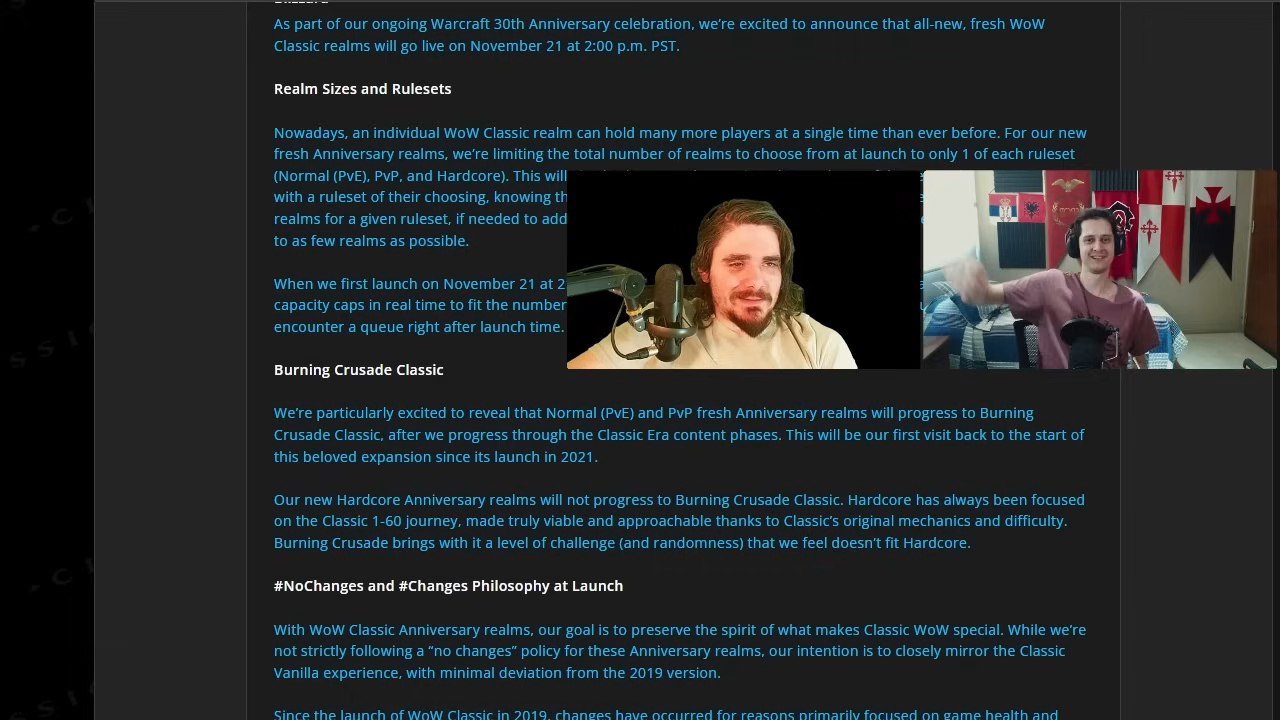 As part of our ongoing Warcraft 30th Anniversary celebration, we’re excited to announce that all-new, fresh WoW
Classic realms will go live on November 21 at 2:00 p.m. PST.
Realm Sizes and Rulesets
Nowadays, an individual WoW Classic realm can hold many more players at a single time than ever before. For our new
fresh Anniversary realms, we’re limiting the total number of realms to choose from at launch to only 1 of each ruleset
(Normal (PvE), PvP, and Hardcore). This will
with a ruleset of their choosing, knowing th
realms for a given ruleset, if needed to add
to as few realms as possible.
When we first launch on November 21 at 2
capacity caps in real time to fit the number
encounter a queue right after launch time.
Burning Crusade Classic
We’re particularly excited to reveal that Normal (PvE) and PvP fresh Anniversary realms will progress to Burning
Crusade Classic, after we progress through the Classic Era content phases. This will be our first visit back to the start of
this beloved expansion since its launch in 2021.
Our new Hardcore Anniversary realms will not progress to Burning Crusade Classic. Hardcore has always been focused
on the Classic 1-60 journey, made truly viable and approachable thanks to Classic’s original mechanics and difficulty.
Burning Crusade brings with it a level of challenge (and randomness) that we feel doesn’t fit Hardcore.
#NoChanges and #Changes Philosophy at Launch
With WoW Classic Anniversary realms, our goal is to preserve the spirit of what makes Classic WoW special. While we’re
not strictly following a “no changes” policy for these Anniversary realms, our intention is to closely mirror the Classic
Vanilla experience, with minimal deviation from the 2019 version.
Since the launch of WoW Classic in 2019, changes have occurred for reasons primarily focused on game health and